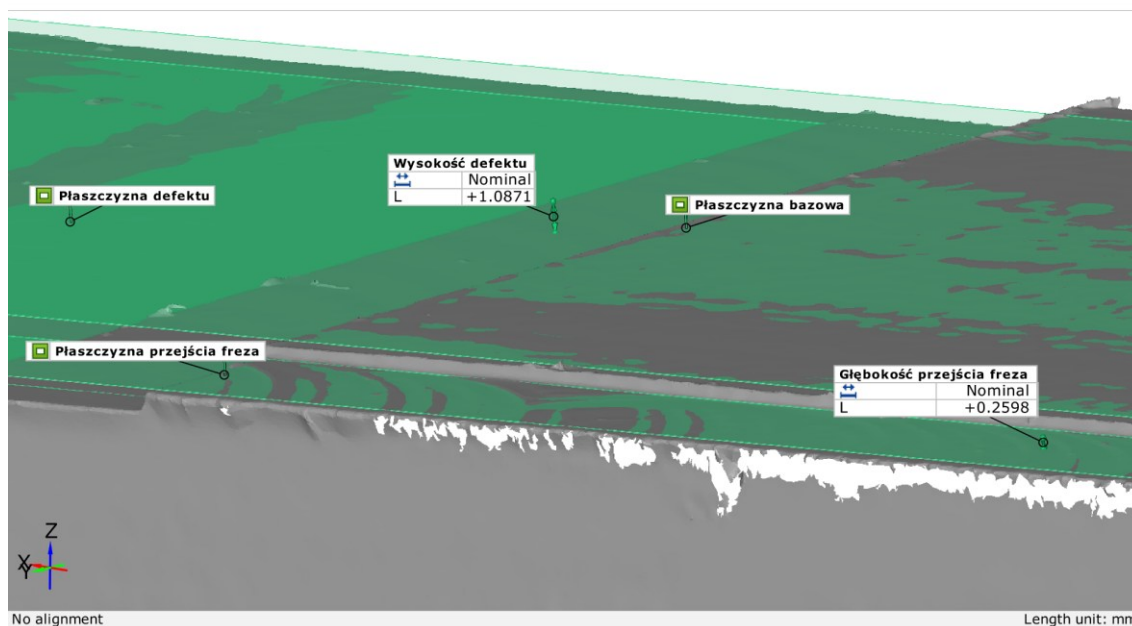 Wysokość defektu
Nominal
L +1.0871
Płaszczyzna defektu
Płaszczyzna bazowa
Płaszczyzna przejścia freza
Głębokość przejścia freza
Nominal
L +0.2598
Z
X
Y
No alignment
Length unit: mm